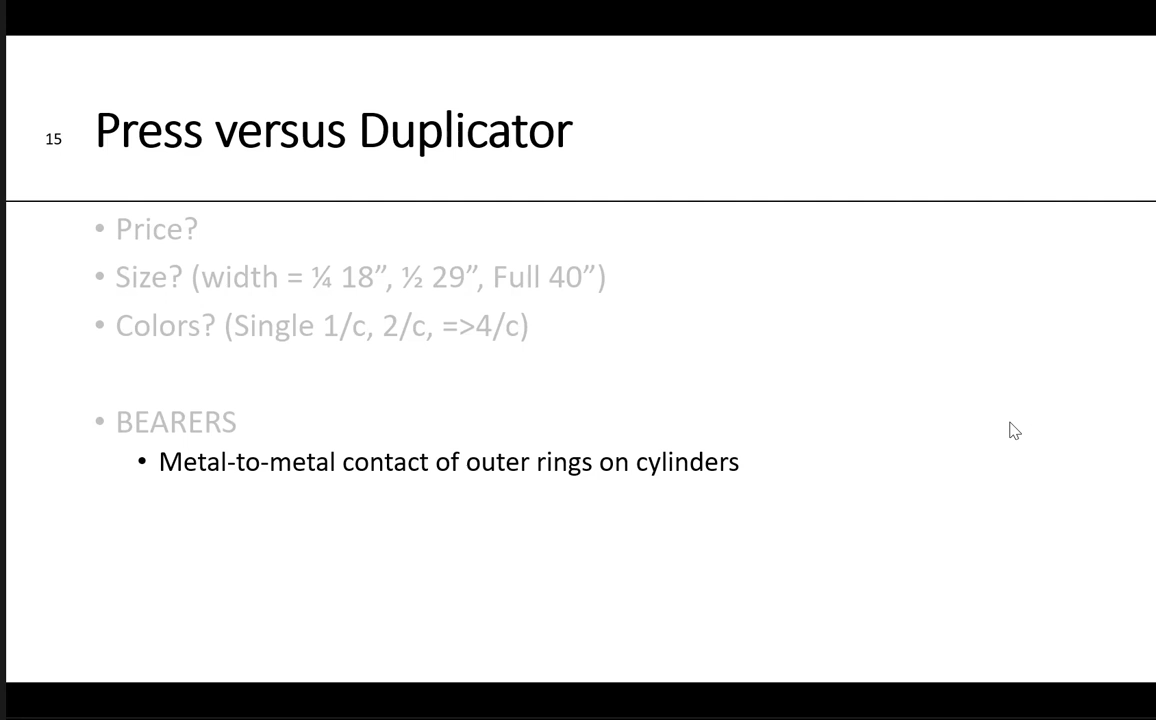 15
Press versus Duplicator
• Price?
• Size? (width = ¼ 18”, ½ 29”, Full 40”)
• Colors? (Single 1/c, 2/c, =>4/c)
• BEARERS
• Metal-to-metal contact of outer rings on cylinders